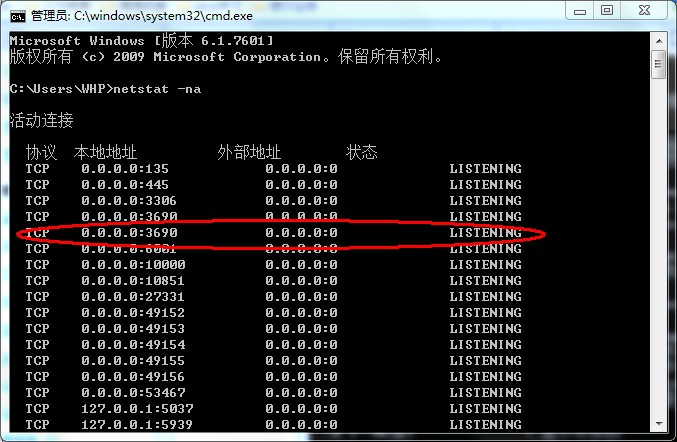 管理员: C:\windows\system32\cmd.exe
Microsoft Windows [版本 6.1.7601]
版权所有 (c) 2009 Microsoft Corporation。保留所有权利。
C:\Users\WHP>netstat -na
活动连接
协议 本地地址 外部地址 状态
TCP 0.0.0.0:135 0.0.0.0:0 LISTENING
TCP 0.0.0.0:445 0.0.0.0:0 LISTENING
TCP 0.0.0.0:3306 0.0.0.0:0 LISTENING
TCP 0.0.0.0:3690 0.0.0.0:0 LISTENING
TCP 0.0.0.0:3690 0.0.0.0:0 LISTENING
TCP 0.0.0.0:6001 0.0.0.0:0 LISTENING
TCP 0.0.0.0:10000 0.0.0.0:0 LISTENING
TCP 0.0.0.0:10851 0.0.0.0:0 LISTENING
TCP 0.0.0.0:27331 0.0.0.0:0 LISTENING
TCP 0.0.0.0:49152 0.0.0.0:0 LISTENING
TCP 0.0.0.0:49153 0.0.0.0:0 LISTENING
TCP 0.0.0.0:49154 0.0.0.0:0 LISTENING
TCP 0.0.0.0:49155 0.0.0.0:0 LISTENING
TCP 0.0.0.0:49156 0.0.0.0:0 LISTENING
TCP 0.0.0.0:53467 0.0.0.0:0 LISTENING
TCP 127.0.0.1:5037 0.0.0.0:0 LISTENING
TCP 127.0.0.1:5939 0.0.0.0:0 LISTENING